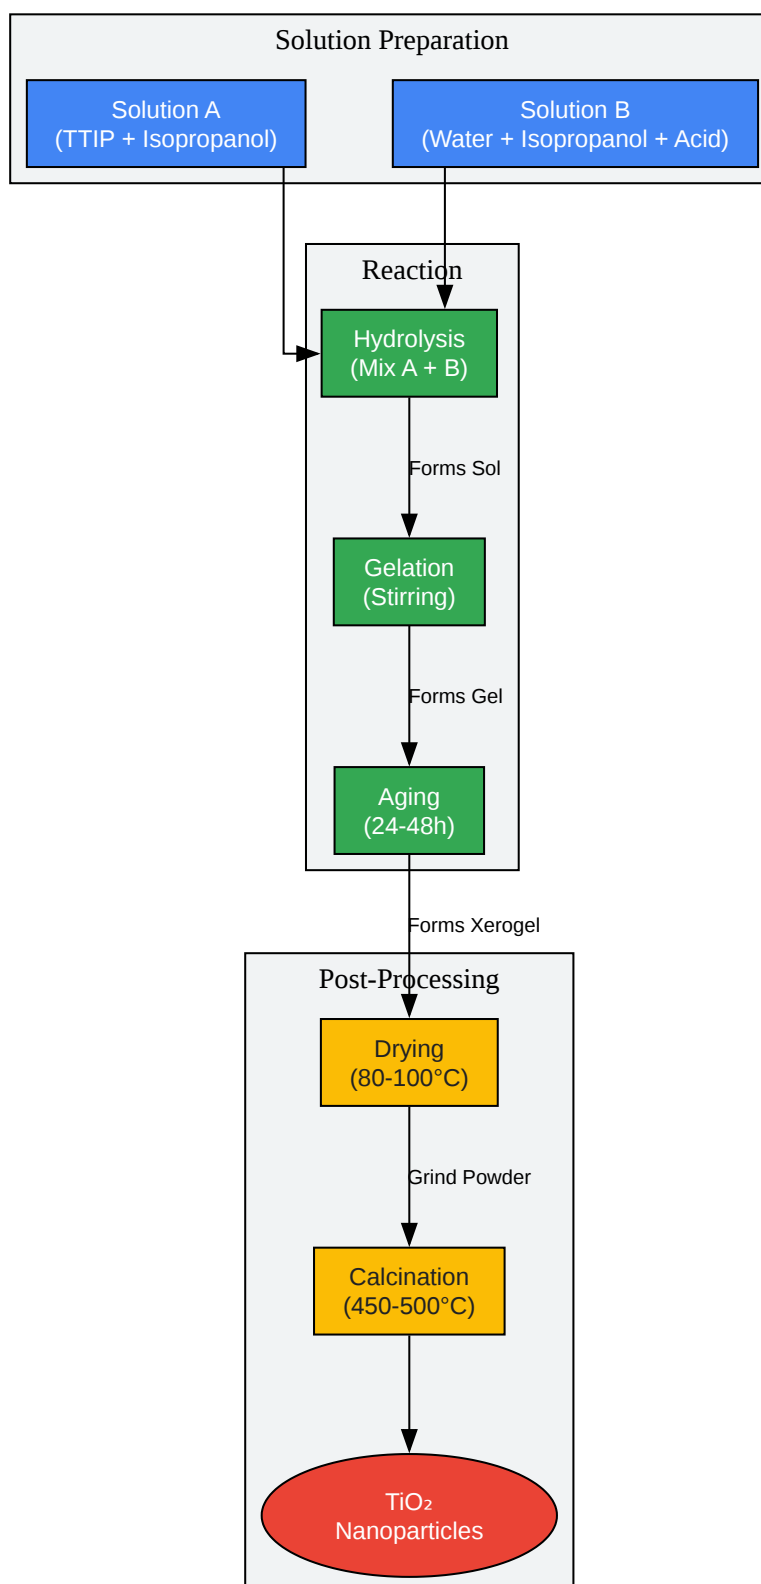 Solution Preparation
Solution A
(TTIP + Isopropanol)
Solution B
(Water + Isopropanol + Acid)
Reaction
Hydrolysis
(Mix A + B)
Forms Sol
Gelation
(Stirring)
Forms Gel
Aging
(24-48h)
Forms Xerogel
Post-Processing
Drying
(80-100°C)
Grind Powder
Calcination
(450-500°C)
TiO₂
Nanoparticles